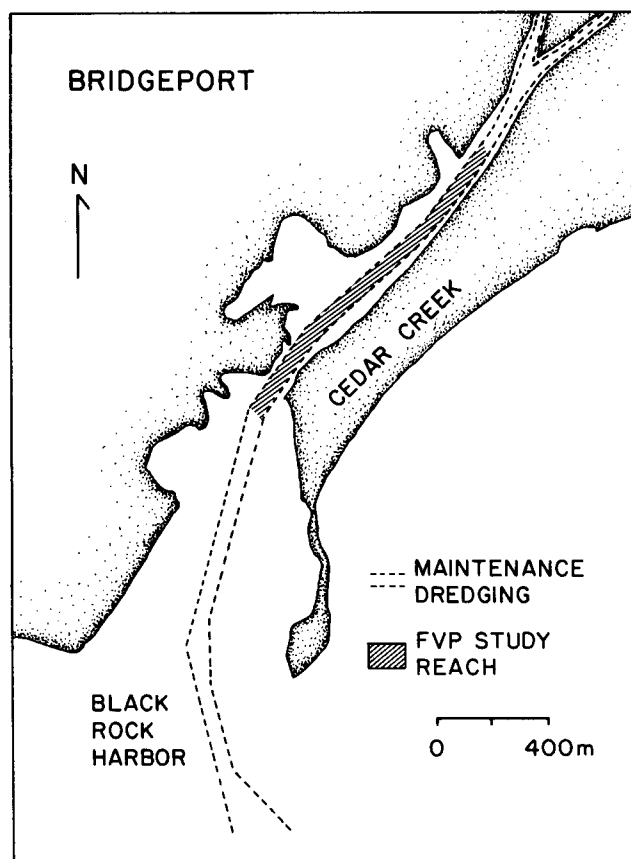 BRIDGEPORT
N
CEDAR CREEK
MAINTENANCE
DREDGING
FVP STUDY
REACH
BLACK
ROCK
HARBOR
0 400m